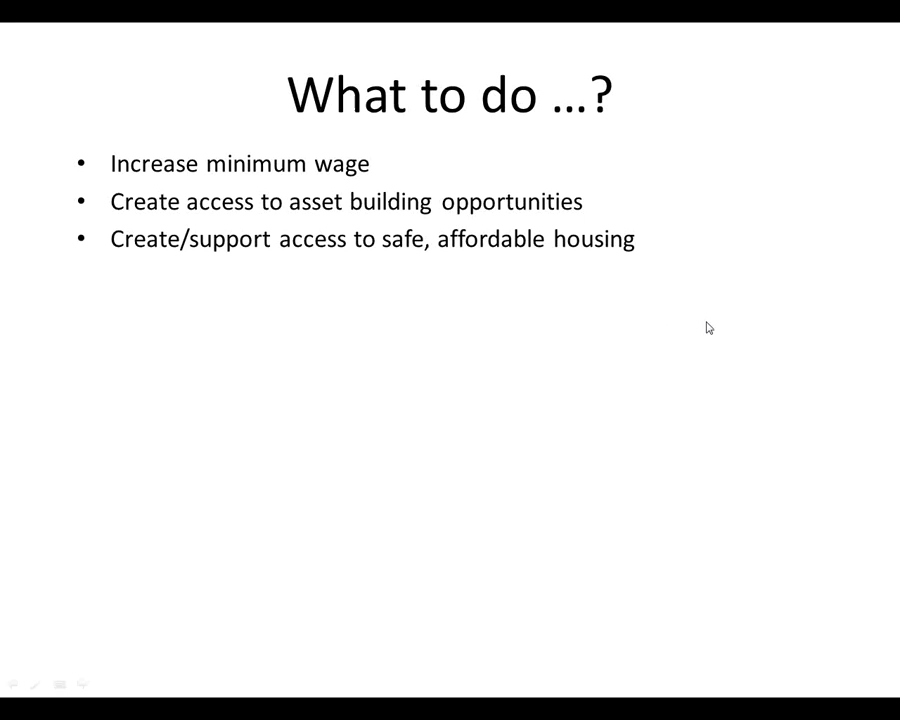 What to do …?
• Increase minimum wage
• Create access to asset building opportunities
• Create/support access to safe, affordable housing